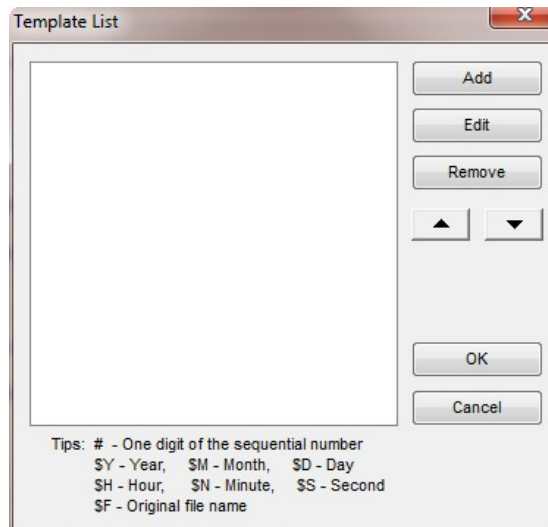 Template List
Add
Edit
Remove
OK
Cancel
Tips: # - One digit of the sequential number
$Y - Year, $M - Month, $D - Day
$H - Hour, $N - Minute, $S - Second
$F - Original file name